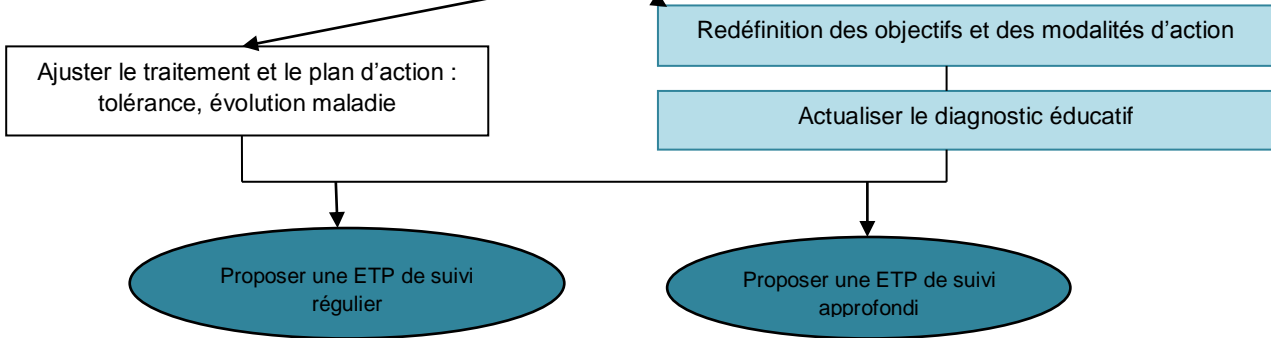 Redéfinition des objectifs et des modalités d'action
Ajuster le traitement et le plan d'action :
tolérance, évolution maladie
Actualiser le diagnostic éducatif
Proposer une ETP de suivi
régulier
Proposer une ETP de suivi
approfondi